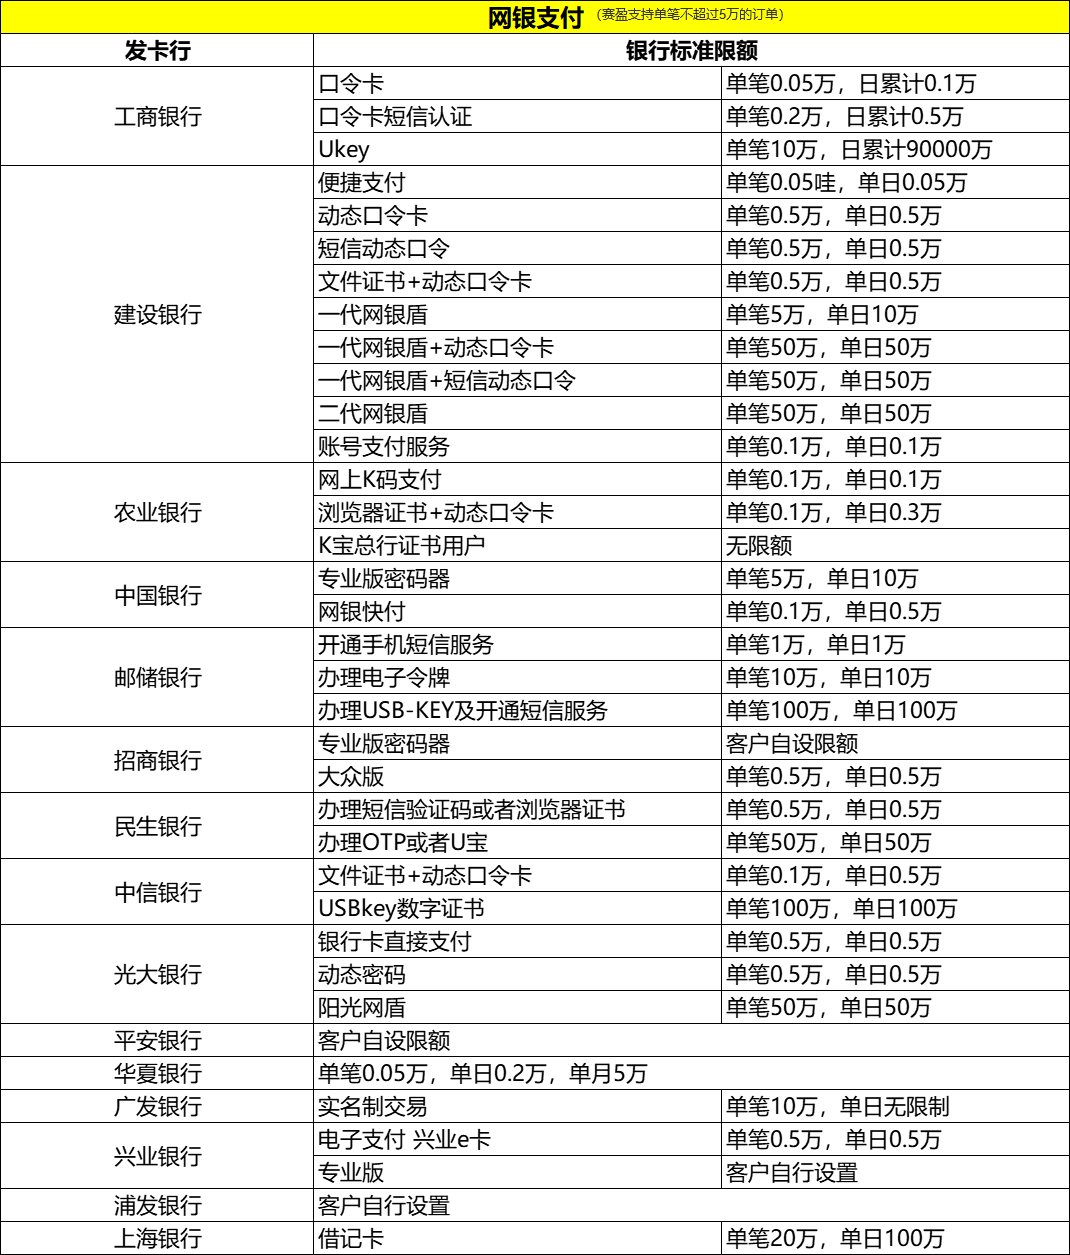 网银支付 （赛盈支持单笔不超过5万的订单）
发卡行 银行标准限额
工商银行 口令卡 单笔0.05万，日累计0.1万
口令卡短信认证 单笔0.2万，日累计0.5万
Ukey 单笔10万，日累计90000万
建设银行 便捷支付 单笔0.05哇，单日0.05万
动态口令卡 单笔0.5万，单日0.5万
短信动态口令 单笔0.5万，单日0.5万
文件证书+动态口令卡 单笔0.5万，单日0.5万
一代网银盾 单笔5万，单日10万
一代网银盾+动态口令卡 单笔50万，单日50万
一代网银盾+短信动态口令 单笔50万，单日50万
二代网银盾 单笔50万，单日50万
账号支付服务 单笔0.1万，单日0.1万
农业银行 网上K码支付 单笔0.1万，单日0.1万
浏览器证书+动态口令卡 单笔0.1万，单日0.3万
K宝总行证书用户 无限额
中国银行 专业版密码器 单笔5万，单日10万
网银快付 单笔0.1万，单日0.5万
邮储银行 开通手机短信服务 单笔1万，单日1万
办理电子令牌 单笔10万，单日10万
办理USB-KEY及开通短信服务 单笔100万，单日100万
招商银行 专业版密码器 客户自设限额
大众版 单笔0.5万，单日0.5万
民生银行 办理短信验证码或者浏览器证书 单笔0.5万，单日0.5万
办理OTP或者U宝 单笔50万，单日50万
中信银行 文件证书+动态口令卡 单笔0.1万，单日0.5万
USBkey数字证书 单笔100万，单日100万
光大银行 银行卡直接支付 单笔0.5万，单日0.5万
动态密码 单笔0.5万，单日0.5万
阳光网盾 单笔50万，单日50万
平安银行 客户自设限额
华夏银行 单笔0.05万，单日0.2万，单月5万
广发银行 实名制交易 单笔10万，单日无限制
兴业银行 电子支付 兴业e卡 单笔0.5万，单日0.5万
专业版 客户自行设置
浦发银行 客户自行设置
上海银行 借记卡 单笔20万，单日100万